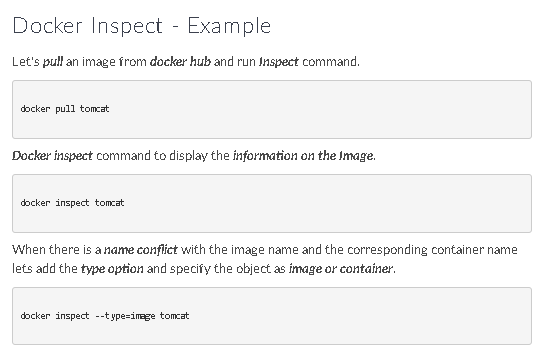 Docker Inspect - Example
Let's pull an image from docker hub and run Inspect command.
docker pull tomcat
Docker inspect command to display the information on the Image.
docker inspect tomcat
When there is a name conflict with the image name and the corresponding container name
lets add the type option and specify the object as image or container.
docker inspect --type=image tomcat